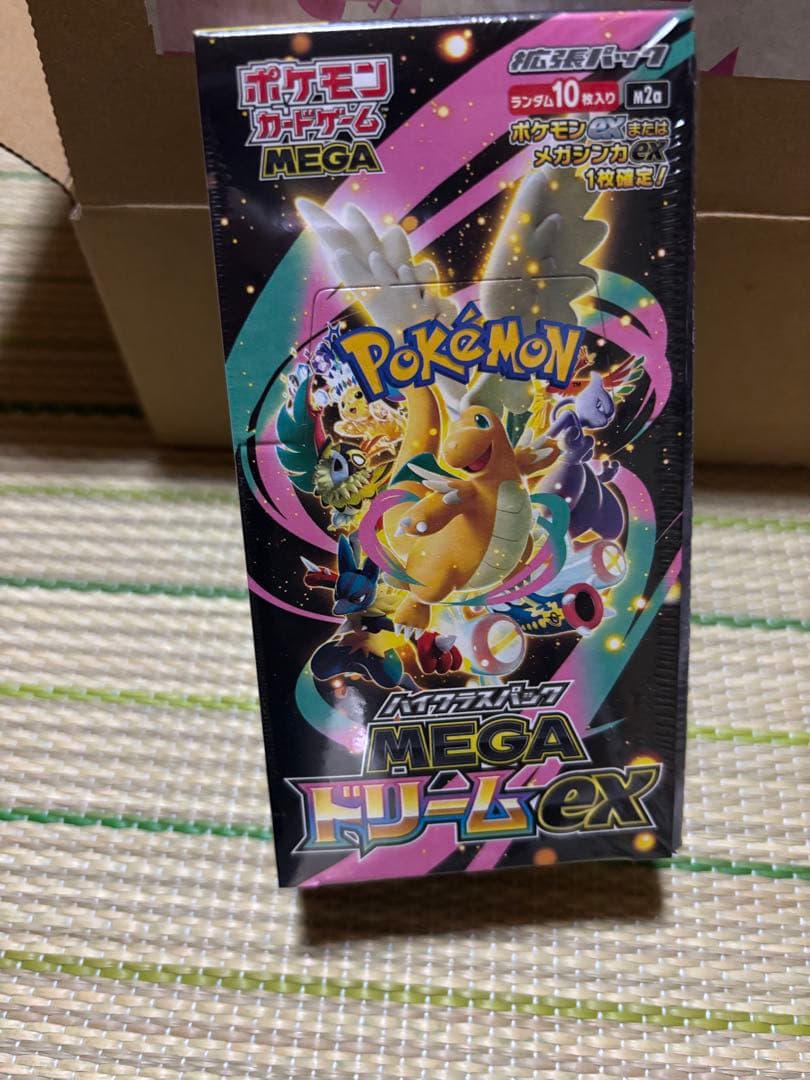 ポケモン
カードゲーム
MEGA
拡張パック
ランダム10枚入り M2a
ポケモンexまたは
メガシンカex
1枚確定!
POKéMON
TM
ハイクラスパック
MEGA
ドリームex